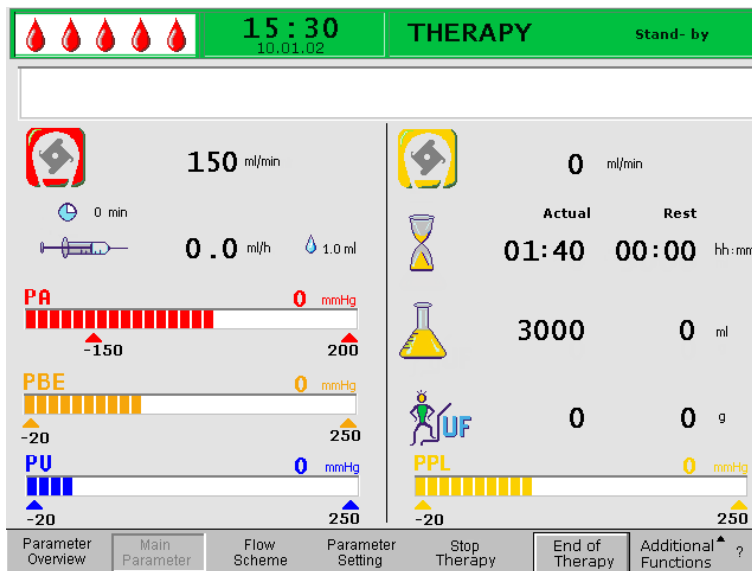 15:30
10.01.02
THERAPY
Stand- by
150 ml/min
0 min
0.0 ml/h 1.0 ml
PA 0 mmHg
-150 200
PBE 0 mmHg
-20 250
PV 0 mmHg
-20 250
0 ml/min
Actual Rest
01:40 00:00 hh:mm
3000 0 ml
UF 0 0 g
PPL 0 mmHg
-20 250
Parameter Overview
Main Parameter
Flow Scheme
Parameter Setting
Stop Therapy
End of Therapy
Additional Functions
?